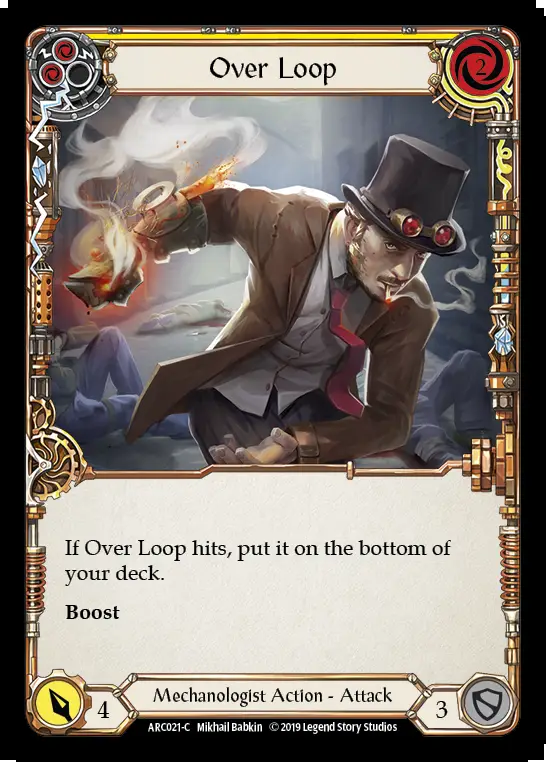 Over Loop
2
If Over Loop hits, put it on the bottom of
your deck.
Boost
4
Mechanologist Action - Attack
3
ARC021-C Mikhail Babkin © 2019 Legend Story Studios